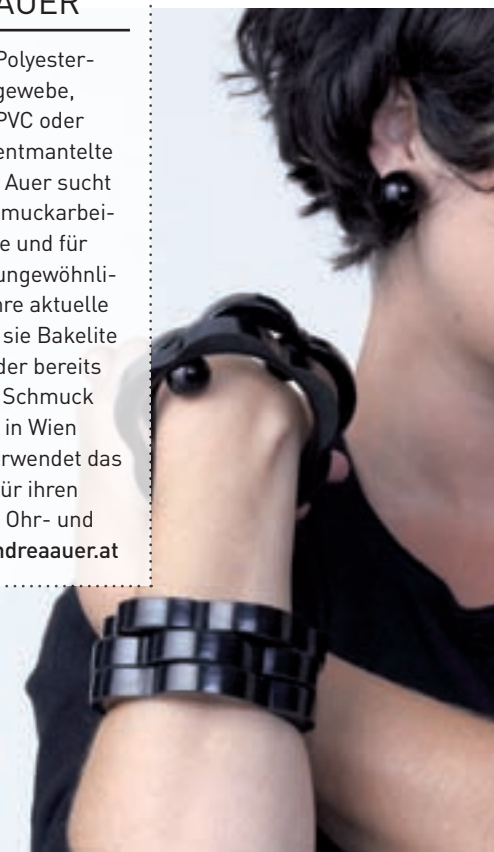 AUER
Polyester-
gewebe,
PVC oder
entmantelte
Auer sucht
muckarbei-
e und für
ungewöhnli-
re aktuelle
sie Bakelite
der bereits
Schmuck
in Wien
rwendet das
ür ihren
Ohr- und
ndreaauer.at